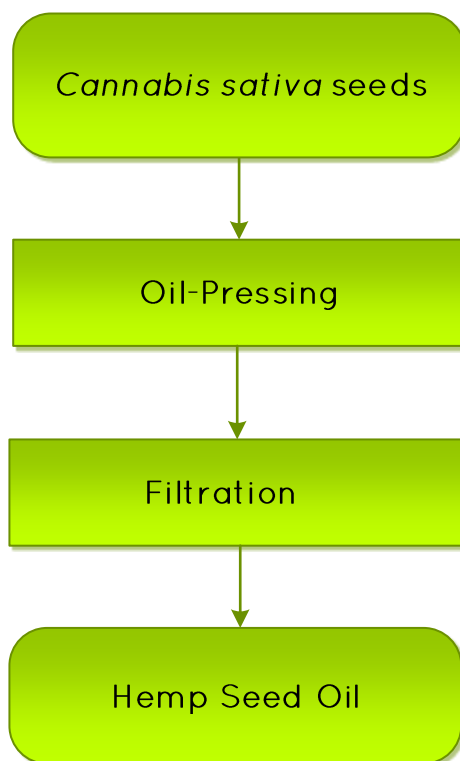 Cannabis sativa seeds
Oil-Pressing
Filtration
Hemp Seed Oil